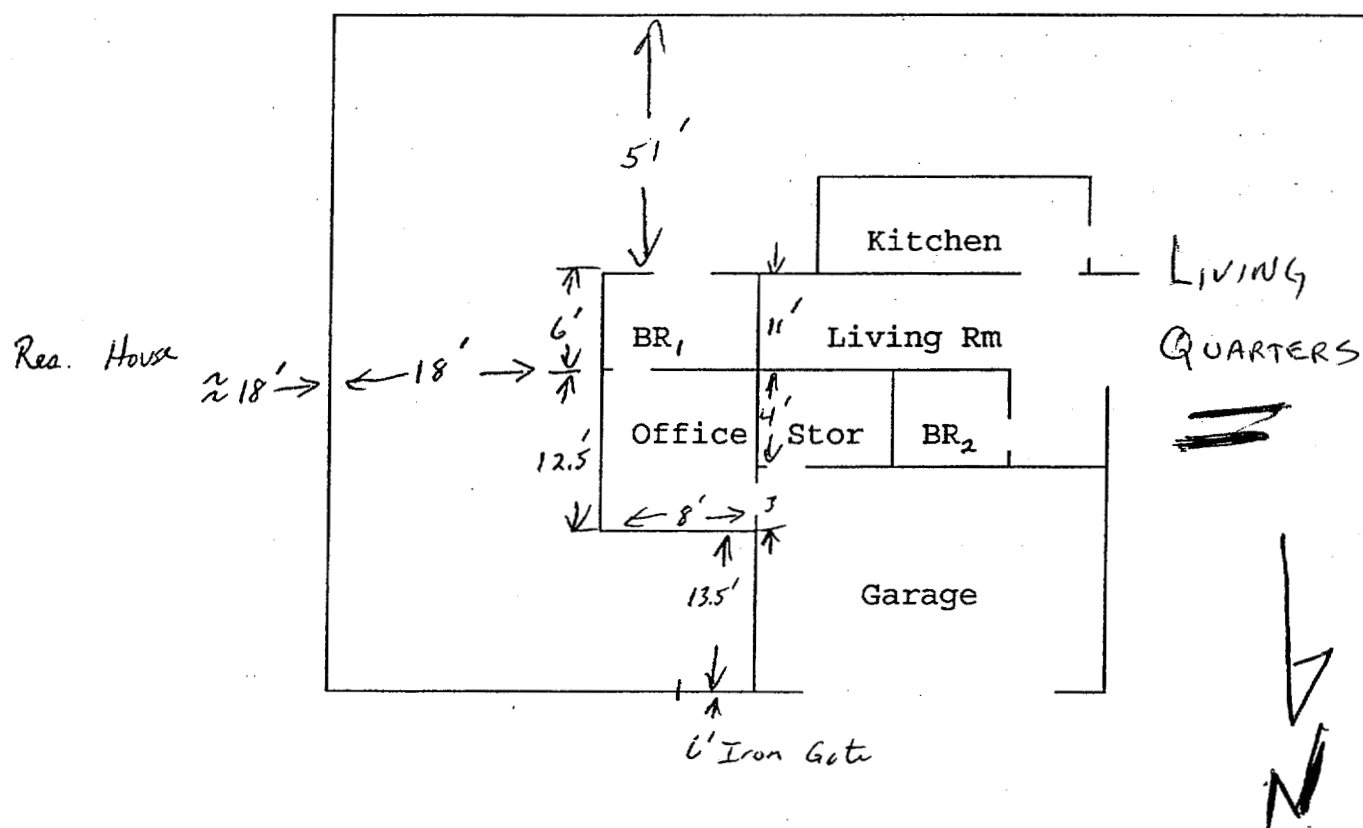 51'
Kitchen
LIVING
QUARTERS
6'
BR1
11'
Living Rm
Res. House
≈18'
18'
12.5'
Office
4'
Stor
BR2
8'
3
13.5'
Garage
Iron Gate
N